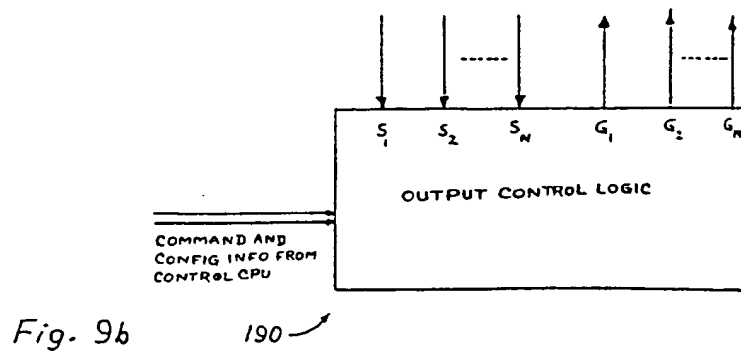 S1 S2 SN G1 G2 GN
OUTPUT CONTROL LOGIC
COMMAND AND
CONFIG INFO FROM
CONTROL CPU
Fig. 9b 190